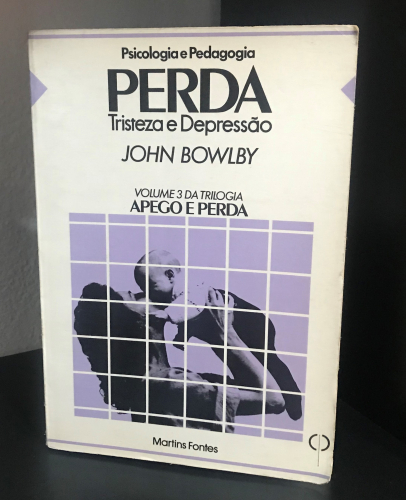 Psicologia e Pedagogia
PERDA
Tristeza e Depressão
JOHN BOWLBY
VOLUME 3 DA TRILOGIA
APEGO E PERDA
Martins Fontes